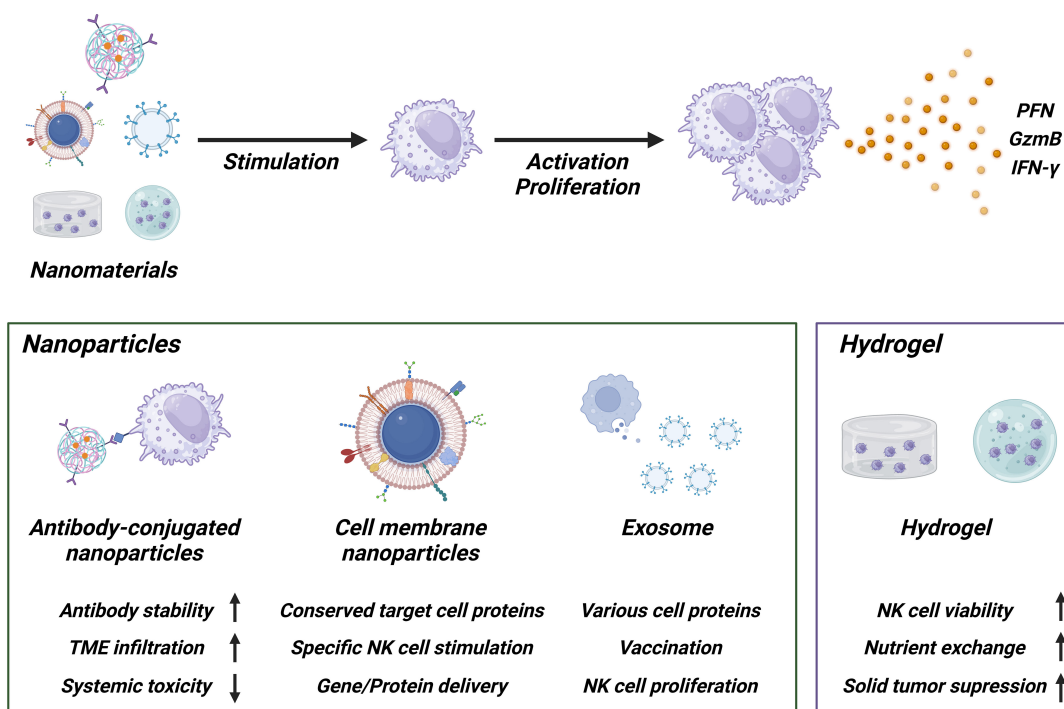 Stimulation
Activation
Proliferation
PFN
GzmB
IFN-γ
Nanomaterials
Nanoparticles
Antibody-conjugated
nanoparticles
Cell membrane
nanoparticles
Exosome
Antibody stability
TME infiltration
Systemic toxicity
Conserved target cell proteins
Specific NK cell stimulation
Gene/Protein delivery
Various cell proteins
Vaccination
NK cell proliferation
Hydrogel
Hydrogel
NK cell viability
Nutrient exchange
Solid tumor supression